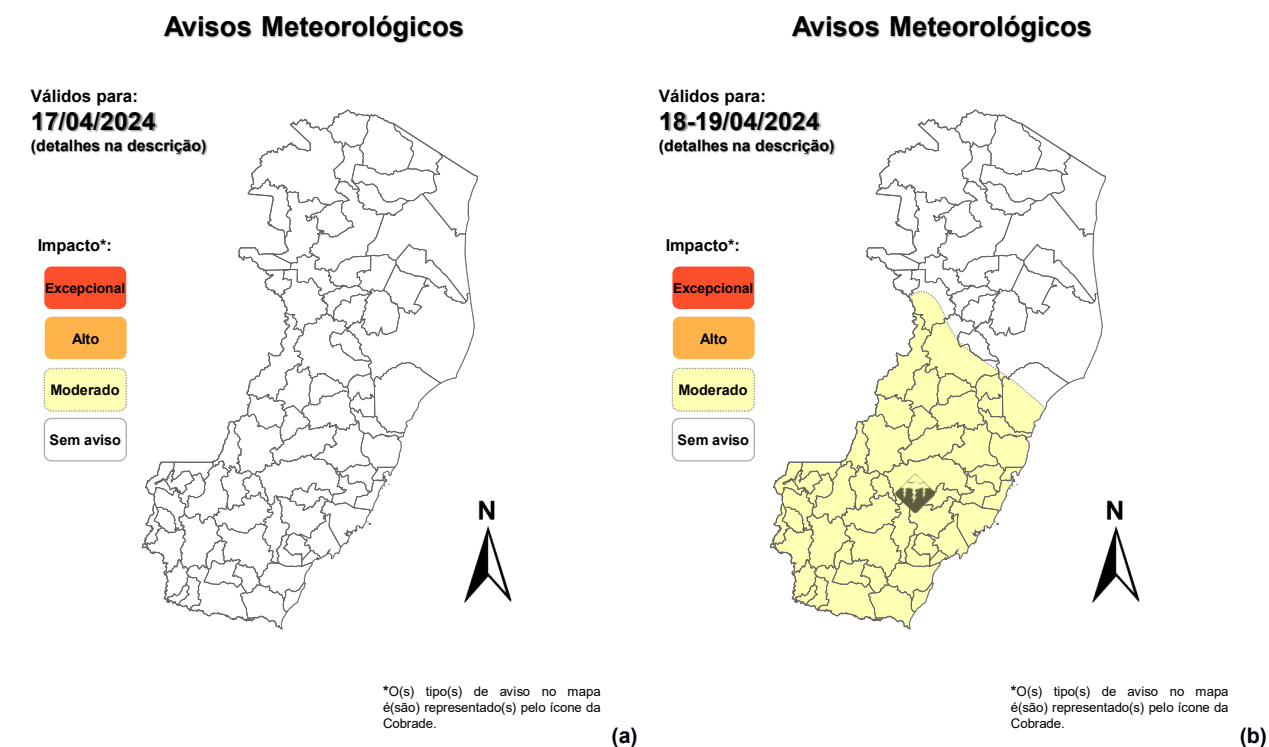 Avisos Meteorológicos
Válidos para:
17/04/2024
(detalhes na descrição)
Impacto*:
Excepcional
Alto
Moderado
Sem aviso
N
*O(s) tipo(s) de aviso no mapa
é(são) representado(s) pelo ícone da
Cobrade.
(a)
Avisos Meteorológicos
Válidos para:
18-19/04/2024
(detalhes na descrição)
Impacto*:
Excepcional
Alto
Moderado
Sem aviso
N
*O(s) tipo(s) de aviso no mapa
é(são) representado(s) pelo ícone da
Cobrade.
(b)